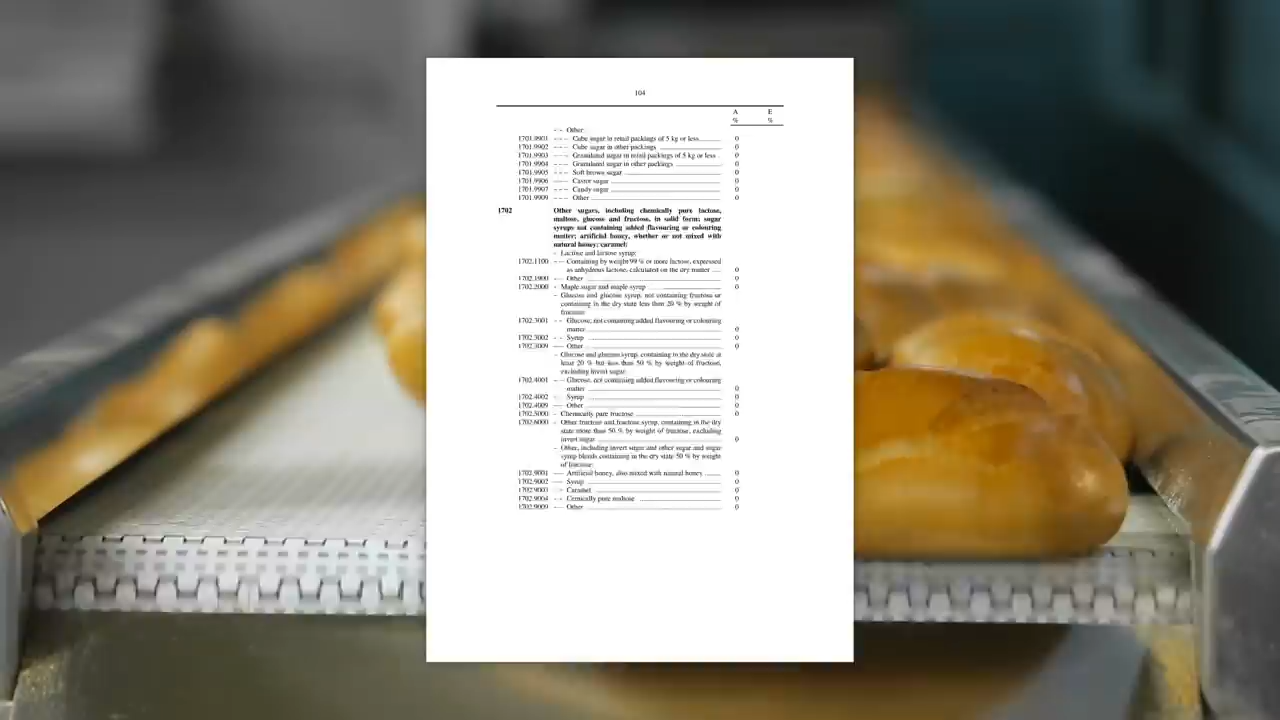 104
A E
% %
- - Other:
1701.9901 - - - Cube sugar in retail packings of 5 kg or less 0
1701.9902 - - - Cube sugar in other packings 0
1701.9903 - - - Granulated sugar in retail packings of 5 kg or less 0
1701.9904 - - - Granulated sugar in other packings 0
1701.9905 - - - Soft brown sugar 0
1701.9906 - - - Castor sugar 0
1701.9907 - - - Candy sugar 0
1701.9909 - - - Other 0
1702 Other sugars, including chemically pure lactose,
maltose, glucose and fructose, in solid form; sugar
syrups not containing added flavouring or colouring
matter; artificial honey, whether or not mixed with
natural honey; caramel:
- Lactose and lactose syrup:
1702.1100 - - Containing by weight 99 % or more lactose, expressed
as anhydrous lactose, calculated on the dry matter 0
1702.1900 - - Other 0
1702.2000 - Maple sugar and maple syrup 0
- Glucose and glucose syrup, not containing fructose or
containing in the dry state less than 20 % by weight of
fructose:
1702.3001 - - Glucose, not containing added flavouring or colouring
matter 0
1702.3002 - - Syrup 0
1702.3009 - - Other 0
- Glucose and glucose syrup, containing in the dry state at
least 20 % but less than 50 % by weight of fructose,
excluding invert sugar:
1702.4001 - - Glucose, not containing added flavouring or colouring
matter 0
1702.4002 - - Syrup 0
1702.4009 - - Other 0
1702.5000 - Chemically pure fructose 0
1702.6000 - Other fructose and fructose syrup, containing in the dry
state more than 50 % by weight of fructose, excluding
invert sugar 0
- Other, including invert sugar and other sugar and sugar
syrup blends containing in the dry state 50 % by weight
of fructose:
1702.9001 - - Artificial honey, also mixed with natural honey 0
1702.9002 - - Syrup 0
1702.9003 - - Caramel 0
1702.9004 - - Cemically pure maltose 0
1702.9009 - - Other 0